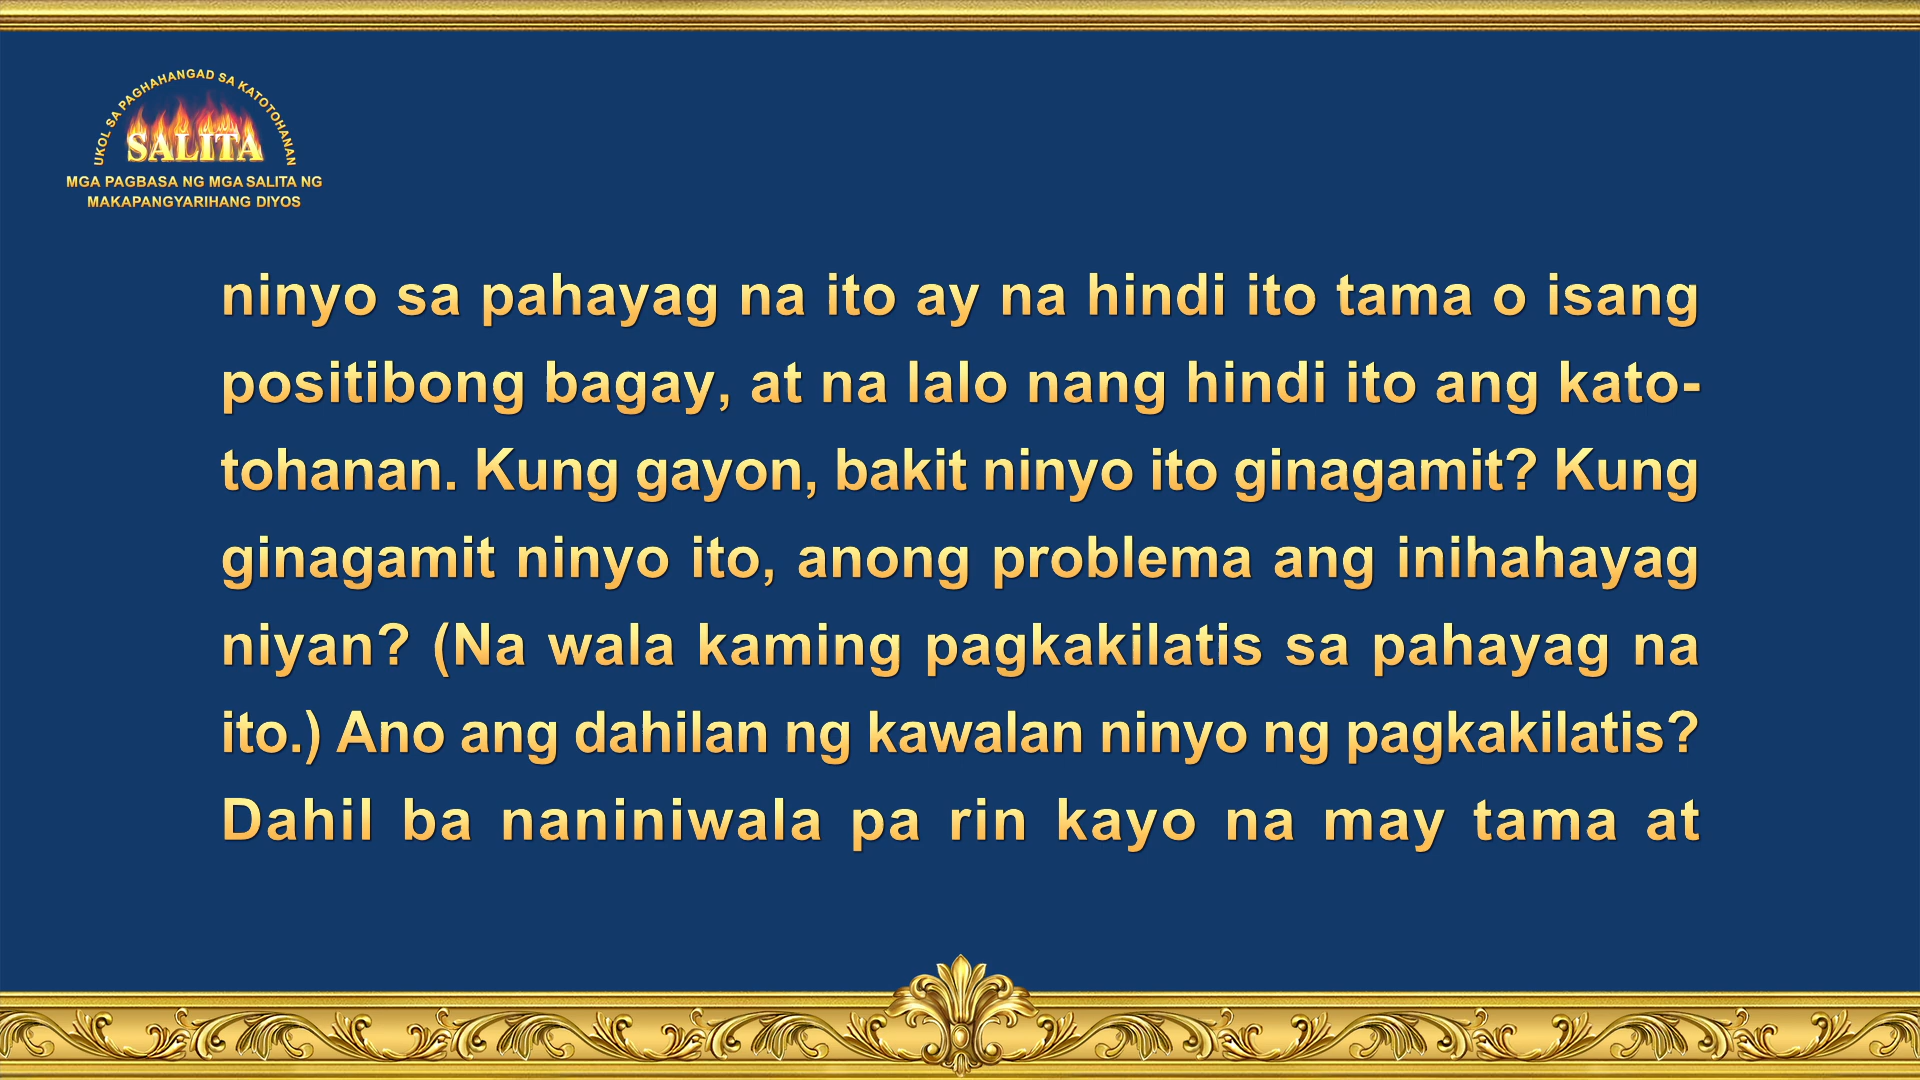 UKOL SA PAGHAHANGAD SA KATOTOHANAN
SALITA
MGA PAGBASA NG MGA SALITA NG
MAKAPANGYARIHANG DIYOS
ninyo sa pahayag na ito ay na hindi ito tama o isang
positibong bagay, at na lalo nang hindi ito ang kato-
tohanan. Kung gayon, bakit ninyo ito ginagamit? Kung
ginagamit ninyo ito, anong problema ang inihahayag
niyan? (Na wala kaming pagkakilatis sa pahayag na
ito.) Ano ang dahilan ng kawalan ninyo ng pagkakilatis?
Dahil ba naniniwala pa rin kayo na may tama at